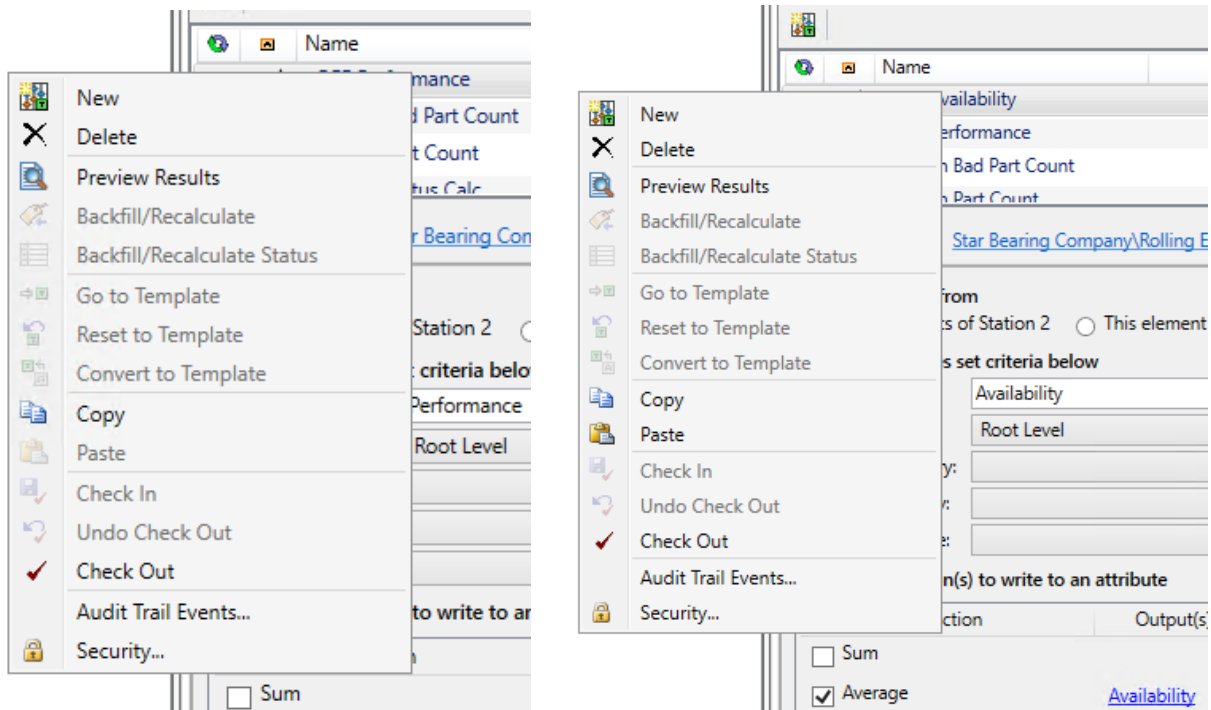 Name
mance
New
d Part Count
Delete
t Count
Preview Results
tus Calc
Backfill/Recalculate
r Bearing Con
Backfill/Recalculate Status
Go to Template
Station 2
Reset to Template
criteria belo
Convert to Template
Performance
Copy
Root Level
Paste
Check In
Undo Check Out
Check Out
Audit Trail Events...
to write to ar
Security...
Sum
Name
vailability
New
erformance
Delete
n Bad Part Count
Preview Results
n Part Count
Backfill/Recalculate
Star Bearing Company\Rolling E
Backfill/Recalculate Status
Go to Template
from
Reset to Template
ts of Station 2
This element
Convert to Template
s set criteria below
Copy
Availability
Paste
Root Level
Check In
y:
Undo Check Out
y:
Check Out
e:
Audit Trail Events...
n(s) to write to an attribute
Security...
ction
Output(s)
Sum
Average
Availability